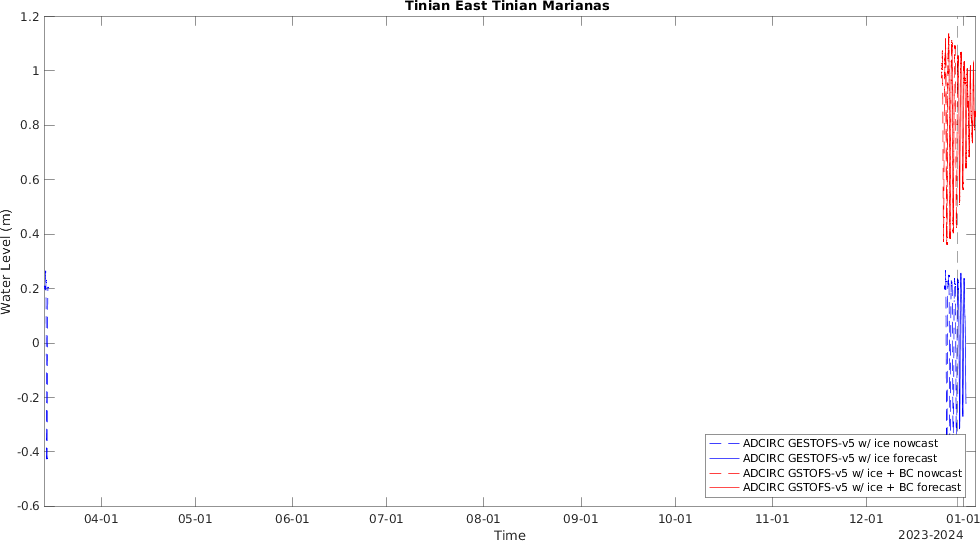 Tinian East Tinian Marianas
1.2
1
0.8
0.6
0.4
0.2
0
-0.2
-0.4
-0.6
Water Level (m)
ADCIRC GESTOFS-v5 w/ ice nowcast
ADCIRC GESTOFS-v5 w/ ice forecast
ADCIRC GSTOFS-v5 w/ ice + BC nowcast
ADCIRC GSTOFS-v5 w/ ice + BC forecast
04-01 05-01 06-01 07-01 08-01 09-01 10-01 11-01 12-01 01-01
Time
2023-2024